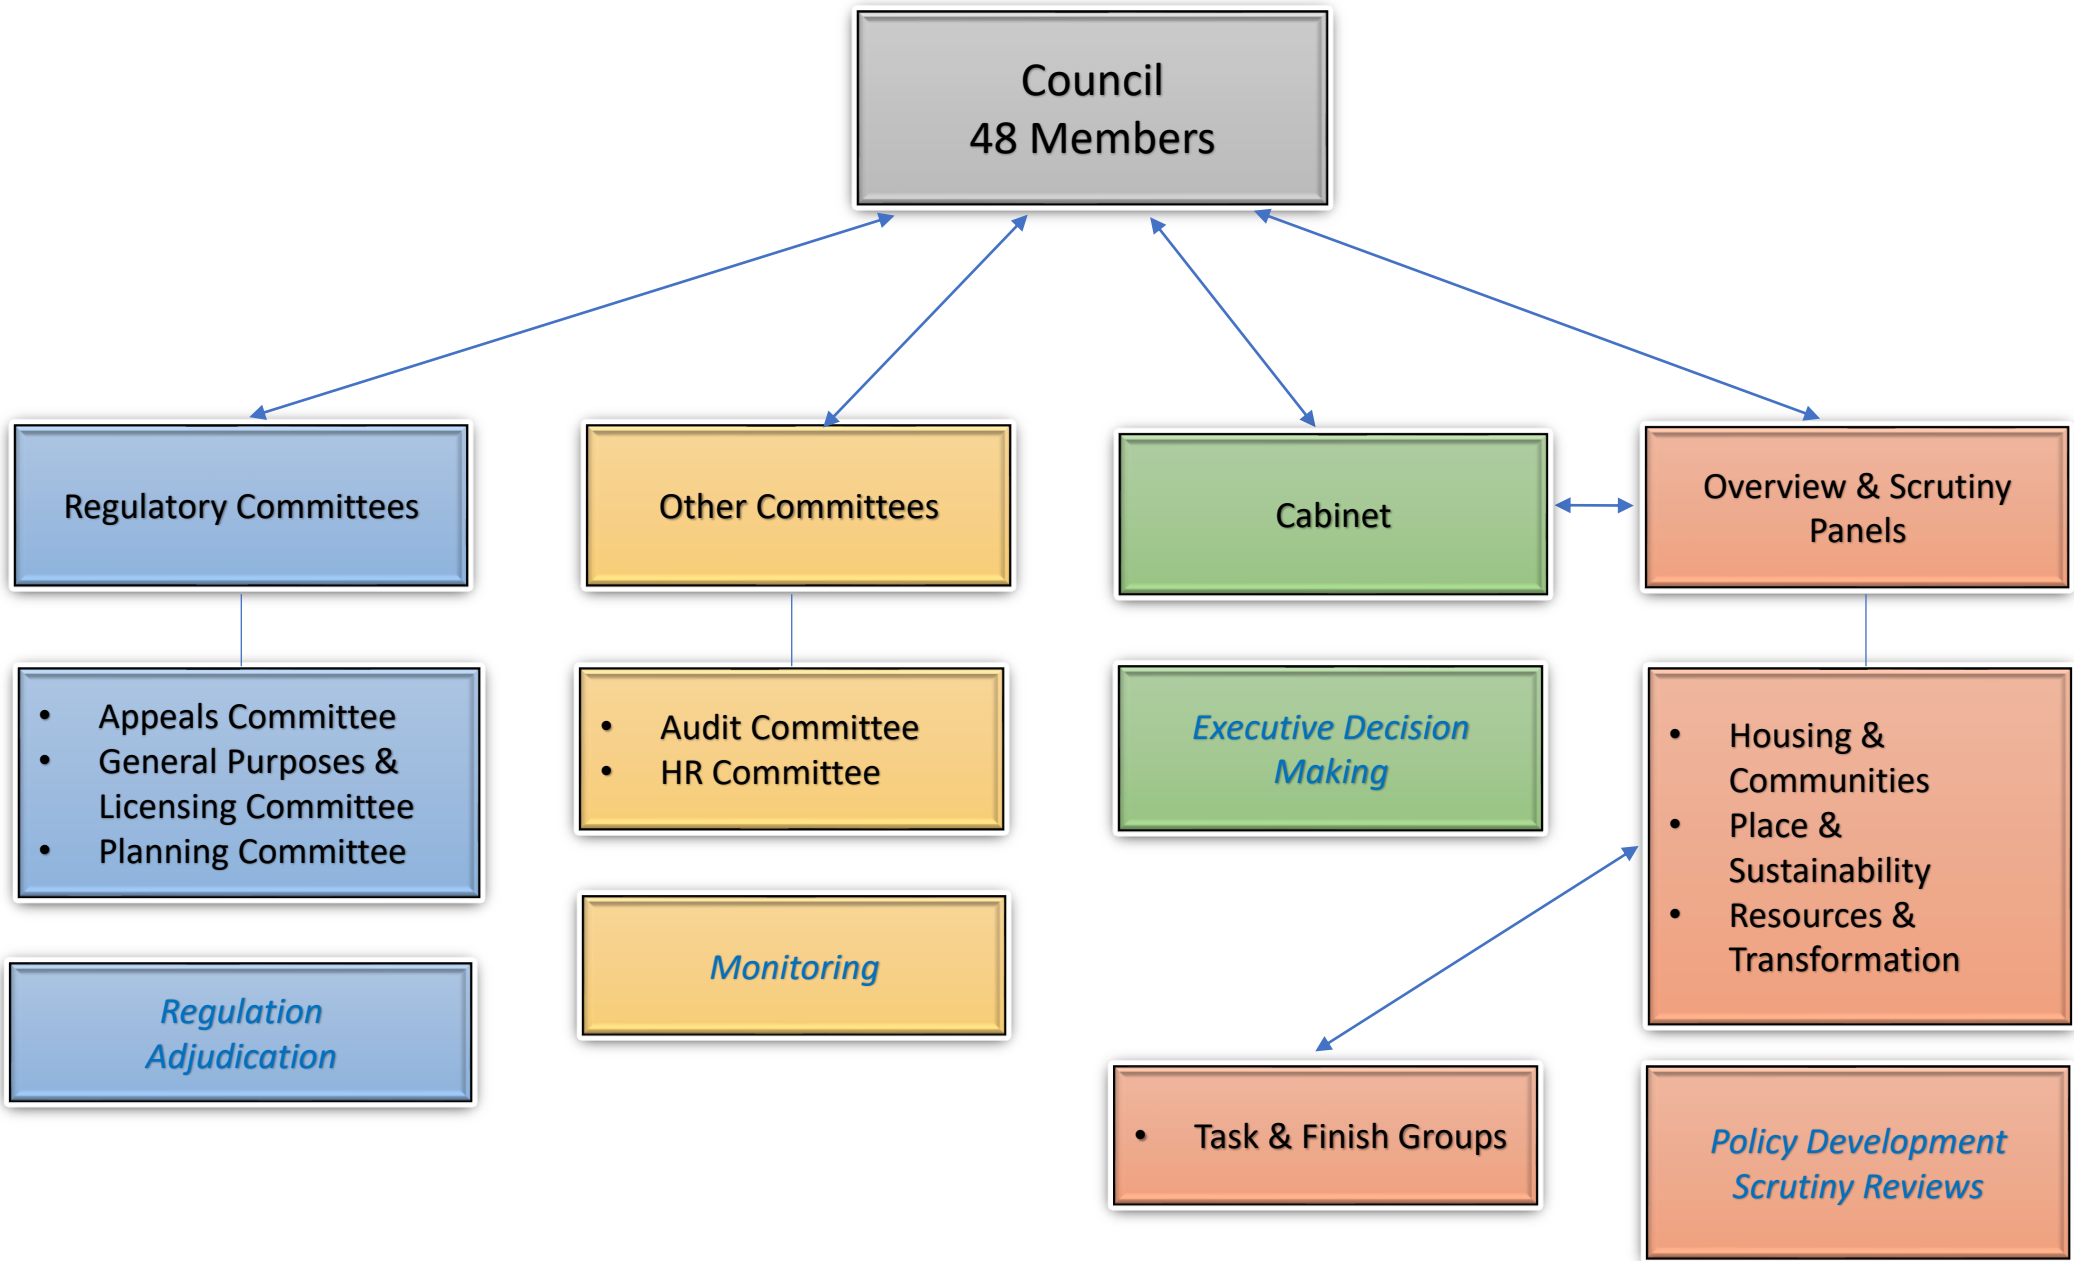 Council
48 Members
Regulatory Committees
Other Committees
Cabinet
Overview & Scrutiny
Panels
• Appeals Committee
• General Purposes &
Licensing Committee
• Planning Committee
• Audit Committee
• HR Committee
Executive Decision
Making
• Housing &
Communities
• Place &
Sustainability
• Resources &
Transformation
Regulation
Adjudication
Monitoring
• Task & Finish Groups
Policy Development
Scrutiny Reviews